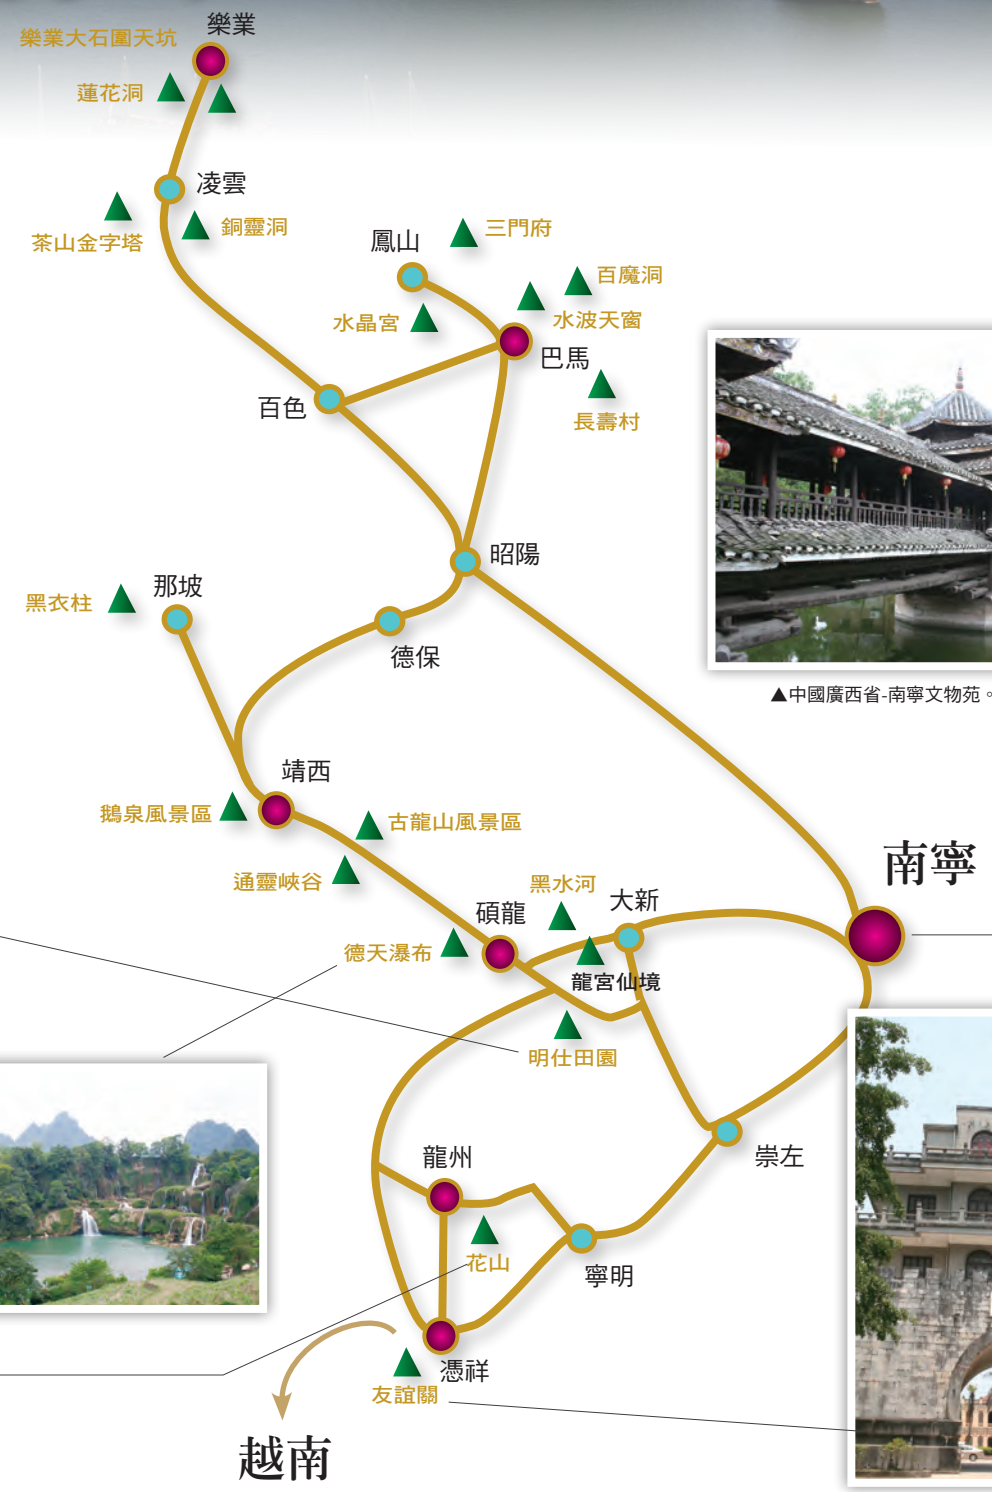 樂業
樂業大石圍天坑
蓮花洞
凌雲
銅靈洞
茶山金字塔
鳳山
三門府
百魔洞
水晶宮
水波天窗
巴馬
百色
長壽村
昭陽
那坡
黑衣柱
德保
▲中國廣西省-南寧文物苑。
靖西
鵝泉風景區
古龍山風景區
通靈峽谷
南寧
黑水河
大新
碩龍
德天瀑布
龍宮仙境
明仕田園
崇左
龍州
花山
寧明
憑祥
友誼關
越南